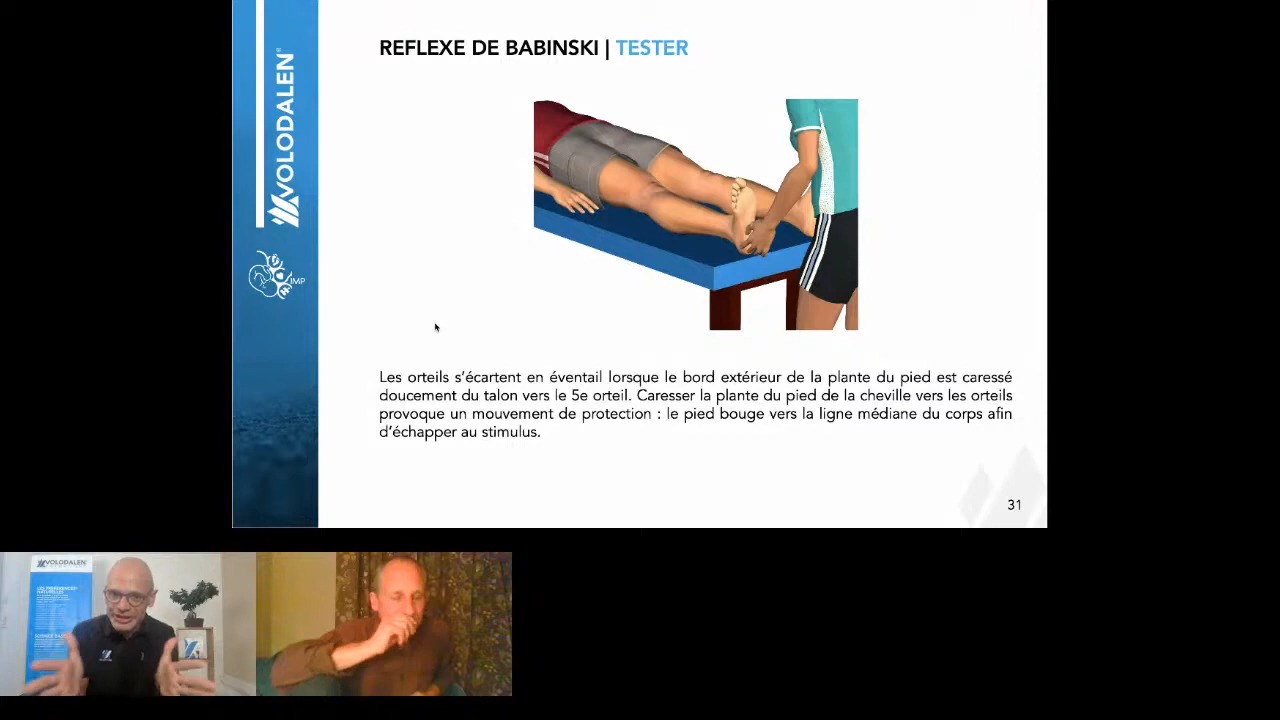 REFLEXE DE BABINSKI | TESTER
VOLODALEN
IMP
Les orteils s'écartent en éventail lorsque le bord extérieur de la plante du pied est caressé
doucement du talon vers le 5e orteil. Caresser la plante du pied de la cheville vers les orteils
provoque un mouvement de protection : le pied bouge vers la ligne médiane du corps afin
d'échapper au stimulus.
31
VOLODALEN
LES PRÉFÉRENCES
NATURELLES